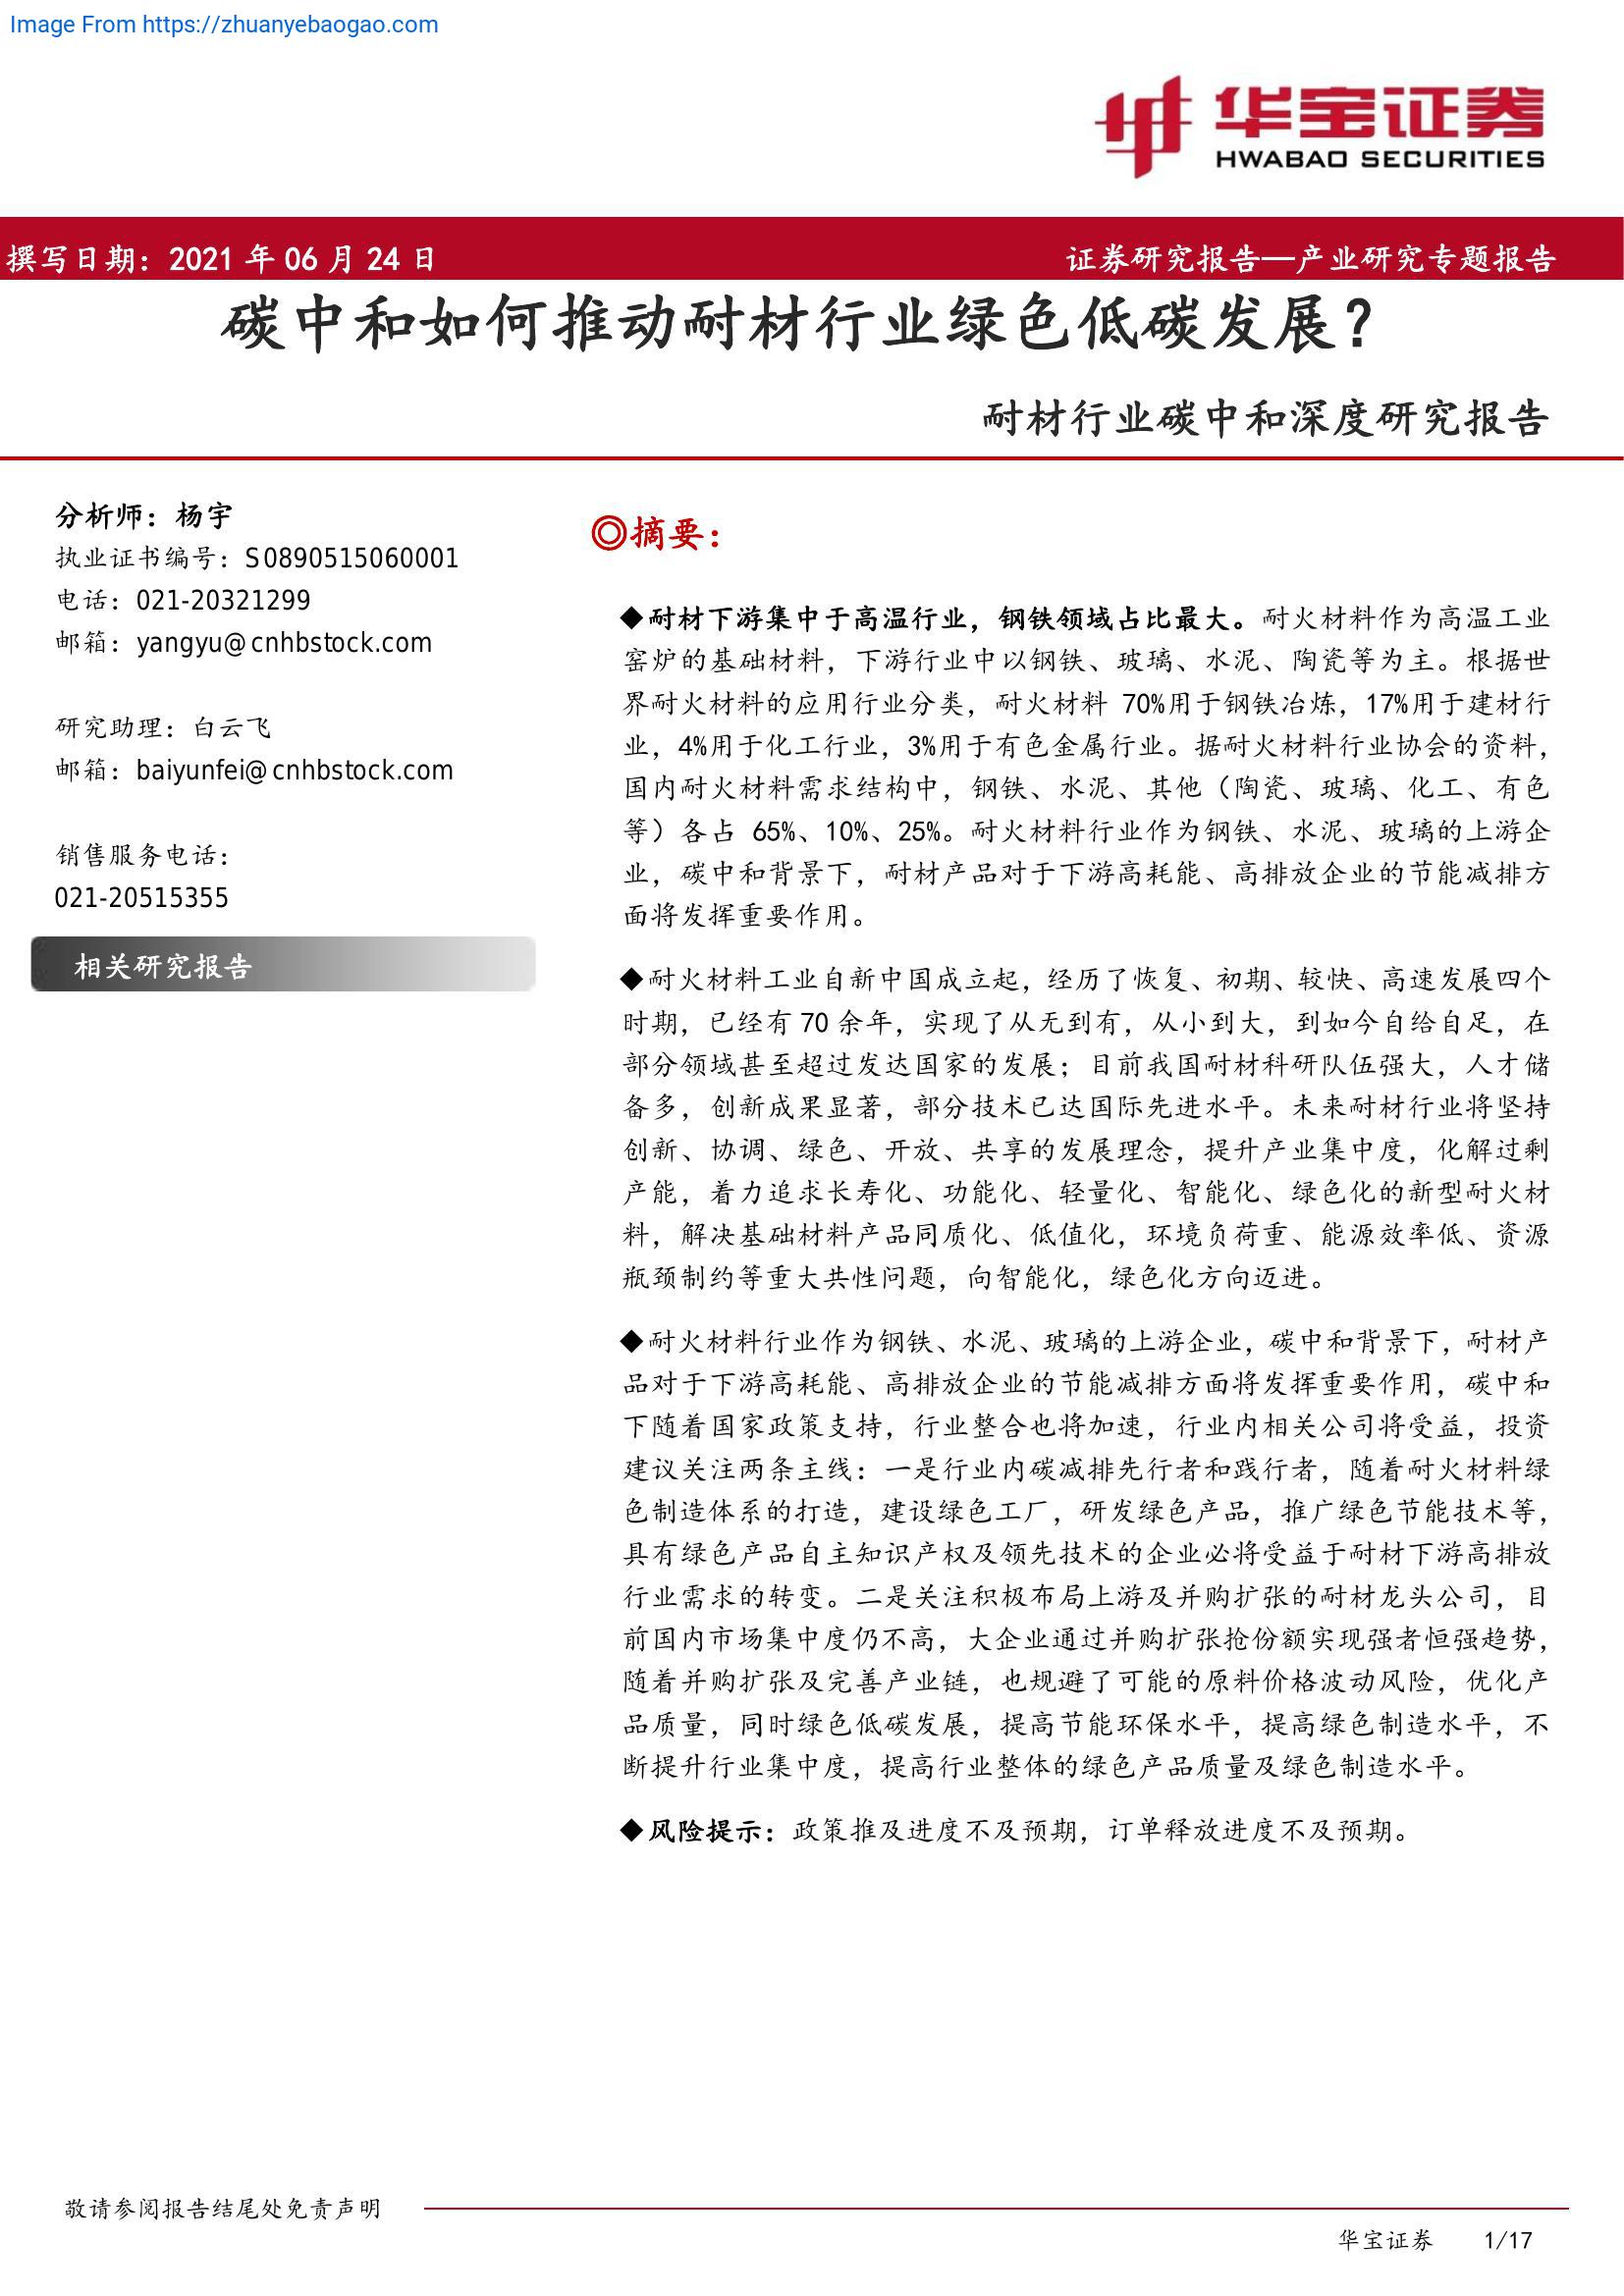 Image From https://zhuanyebaogao.com
华宝证券
HWABAO SECURITIES
撰写日期：2021 年 06 月 24 日
证券研究报告—产业研究专题报告
碳中和如何推动耐材行业绿色低碳发展？
耐材行业碳中和深度研究报告
分析师：杨宇
执业证书编号：S0890515060001
电话：021-20321299
邮箱：yangyu@cnhbstock.com
研究助理：白云飞
邮箱：baiyunfei@cnhbstock.com
销售服务电话：
021-20515355
相关研究报告
◎摘要：
◆耐材下游集中于高温行业，钢铁领域占比最大。耐火材料作为高温工业
窑炉的基础材料，下游行业中以钢铁、玻璃、水泥、陶瓷等为主。根据世
界耐火材料的应用行业分类，耐火材料 70%用于钢铁冶炼，17%用于建材行
业，4%用于化工行业，3%用于有色金属行业。据耐火材料行业协会的资料，
国内耐火材料需求结构中，钢铁、水泥、其他（陶瓷、玻璃、化工、有色
等）各占 65%、10%、25%。耐火材料行业作为钢铁、水泥、玻璃的上游企
业，碳中和背景下，耐材产品对于下游高耗能、高排放企业的节能减排方
面将发挥重要作用。
◆耐火材料工业自新中国成立起，经历了恢复、初期、较快、高速发展四个
时期，已经有 70 余年，实现了从无到有，从小到大，到如今自给自足，在
部分领域甚至超过发达国家的发展；目前我国耐材科研队伍强大，人才储
备多，创新成果显著，部分技术已达国际先进水平。未来耐材行业将坚持
创新、协调、绿色、开放、共享的发展理念，提升产业集中度，化解过剩
产能，着力追求长寿化、功能化、轻量化、智能化、绿色化的新型耐火材
料，解决基础材料产品同质化、低值化，环境负荷重、能源效率低、资源
瓶颈制约等重大共性问题，向智能化，绿色化方向迈进。
◆耐火材料行业作为钢铁、水泥、玻璃的上游企业，碳中和背景下，耐材产
品对于下游高耗能、高排放企业的节能减排方面将发挥重要作用，碳中和
下随着国家政策支持，行业整合也将加速，行业内相关公司将受益，投资
建议关注两条主线：一是行业内碳减排先行者和践行者，随着耐火材料绿
色制造体系的打造，建设绿色工厂，研发绿色产品，推广绿色节能技术等，
具有绿色产品自主知识产权及领先技术的企业必将受益于耐材下游高排放
行业需求的转变。二是关注积极布局上游及并购扩张的耐材龙头公司，目
前国内市场集中度仍不高，大企业通过并购扩张抢份额实现强者恒强趋势，
随着并购扩张及完善产业链，也规避了可能的原料价格波动风险，优化产
品质量，同时绿色低碳发展，提高节能环保水平，提高绿色制造水平，不
断提升行业集中度，提高行业整体的绿色产品质量及绿色制造水平。
◆风险提示：政策推及进度不及预期，订单释放进度不及预期。
敬请参阅报告结尾处免责声明
华宝证券 1/17